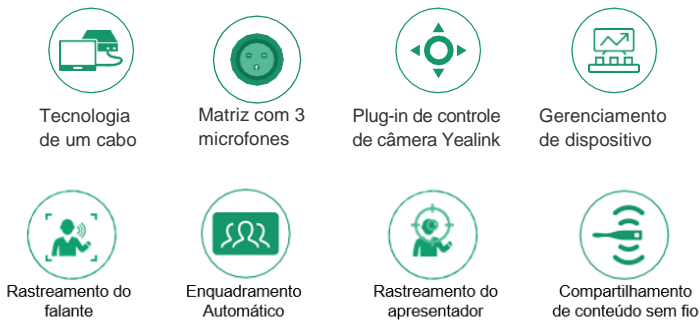 Tecnologia
de um cabo
Matriz com 3
microfones
Plug-in de controle
de câmera Yealink
Gerenciamento
de dispositivo
Rastreamento do
falante
Enquadramento
Automático
Rastreamento do
apresentador
Compartilhamento
de conteúdo sem fio